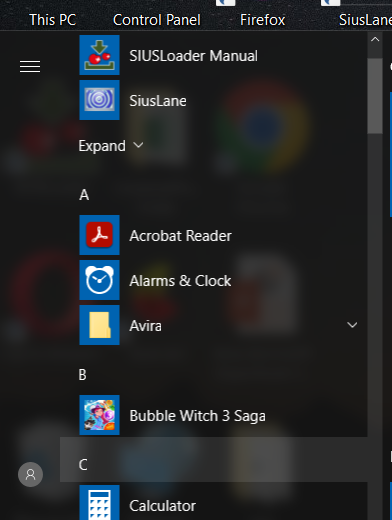 This PC Control Panel Firefox SiusLane
SIUSLoader Manual
SiusLane
Expand
A
Acrobat Reader
Alarms & Clock
Avira
B
Bubble Witch 3 Saga
C
Calculator